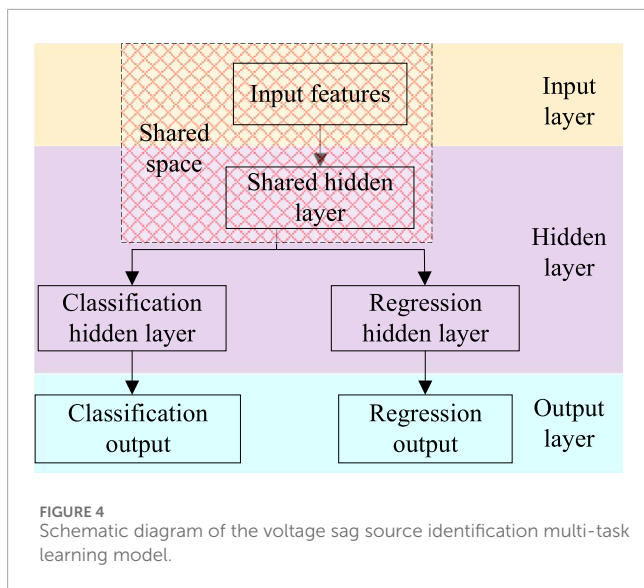 Input features
Input
layer
Shared
space
Shared hidden
layer
Hidden
layer
Classification
hidden layer
Regression
hidden layer
Classification
output
Regression
output
Output
layer
FIGURE 4
Schematic diagram of the voltage sag source identification multi-task
learning model.